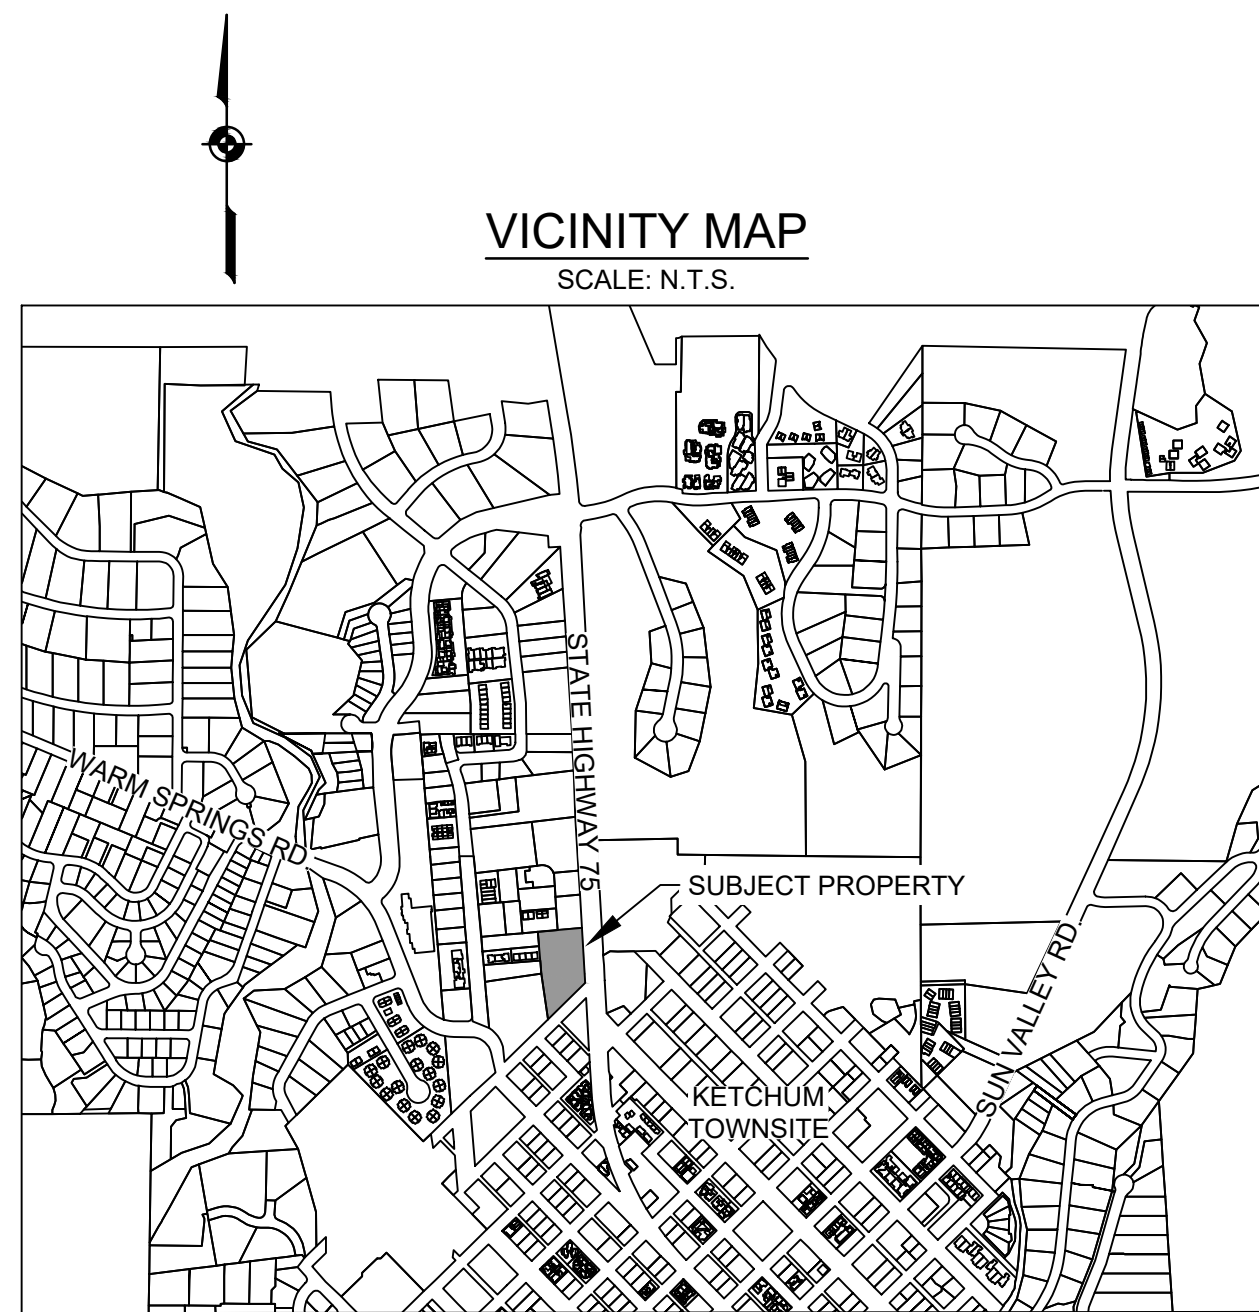 VICINITY MAP
SCALE: N.T.S.
STATE HIGHWAY 75
WARM SPRINGS RD
SUBJECT PROPERTY
SUN VALLEY RD.
KETCHUM
TOWNSITE